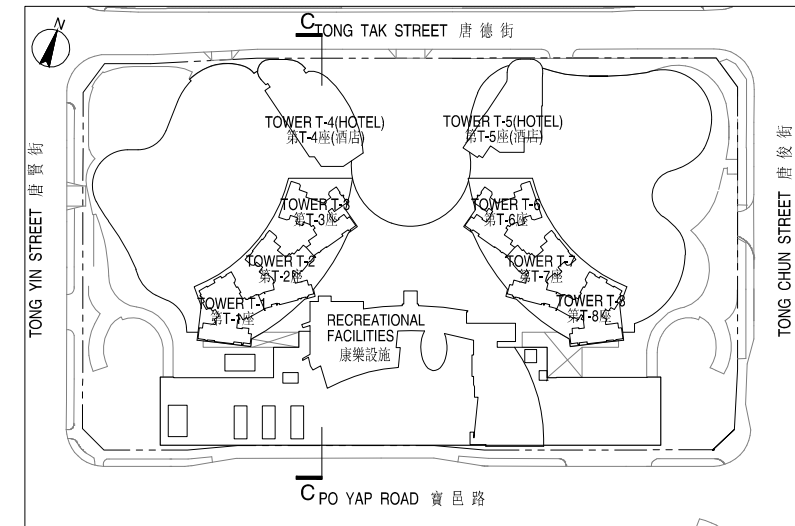 N
C
TONG TAK STREET 唐德街
TOWER T-4(HOTEL)
第T-4座(酒店)
TOWER T-5(HOTEL)
第T-5座(酒店)
TONG YIN STREET 唐賢街
TONG CHUN STREET 唐俊街
TOWER T-3
第T-3座
TOWER T-6
第T-6座
TOWER T-2
第T-2座
TOWER T-7
第T-7座
TOWER T-1
第T-1座
TOWER T-8
第T-8座
RECREATIONAL
FACILITIES
康樂設施
C
PO YAP ROAD 寶邑路